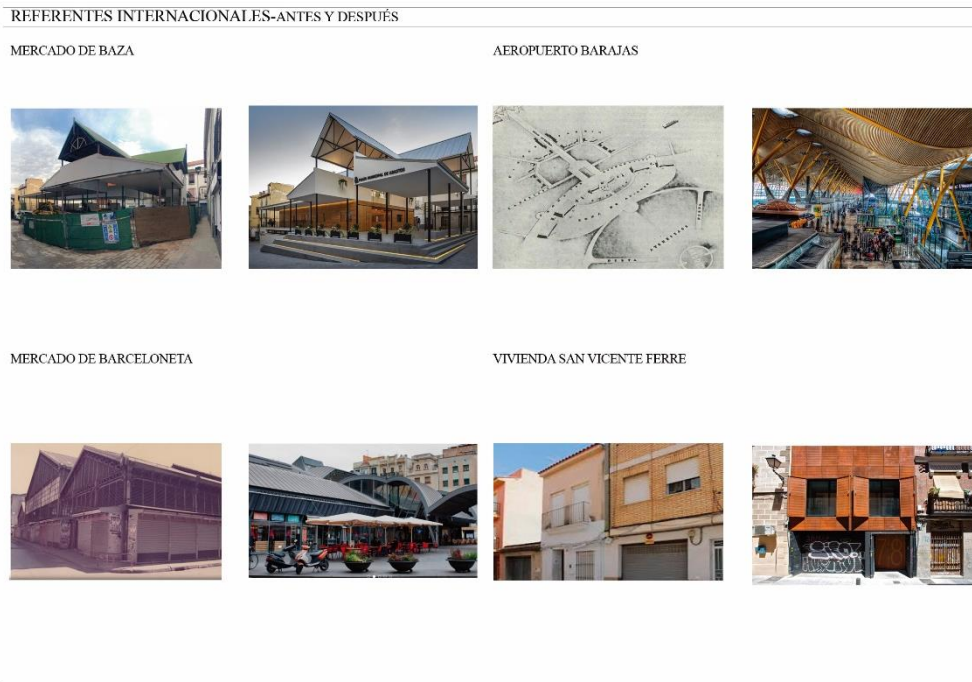 REFERENTES INTERNACIONALES-ANTES Y DESPUÉS
MERCADO DE BAZA
AEROPUERTO BARAJAS
MERCADO DE BARCELONETA
VIVIENDA SAN VICENTE FERRE